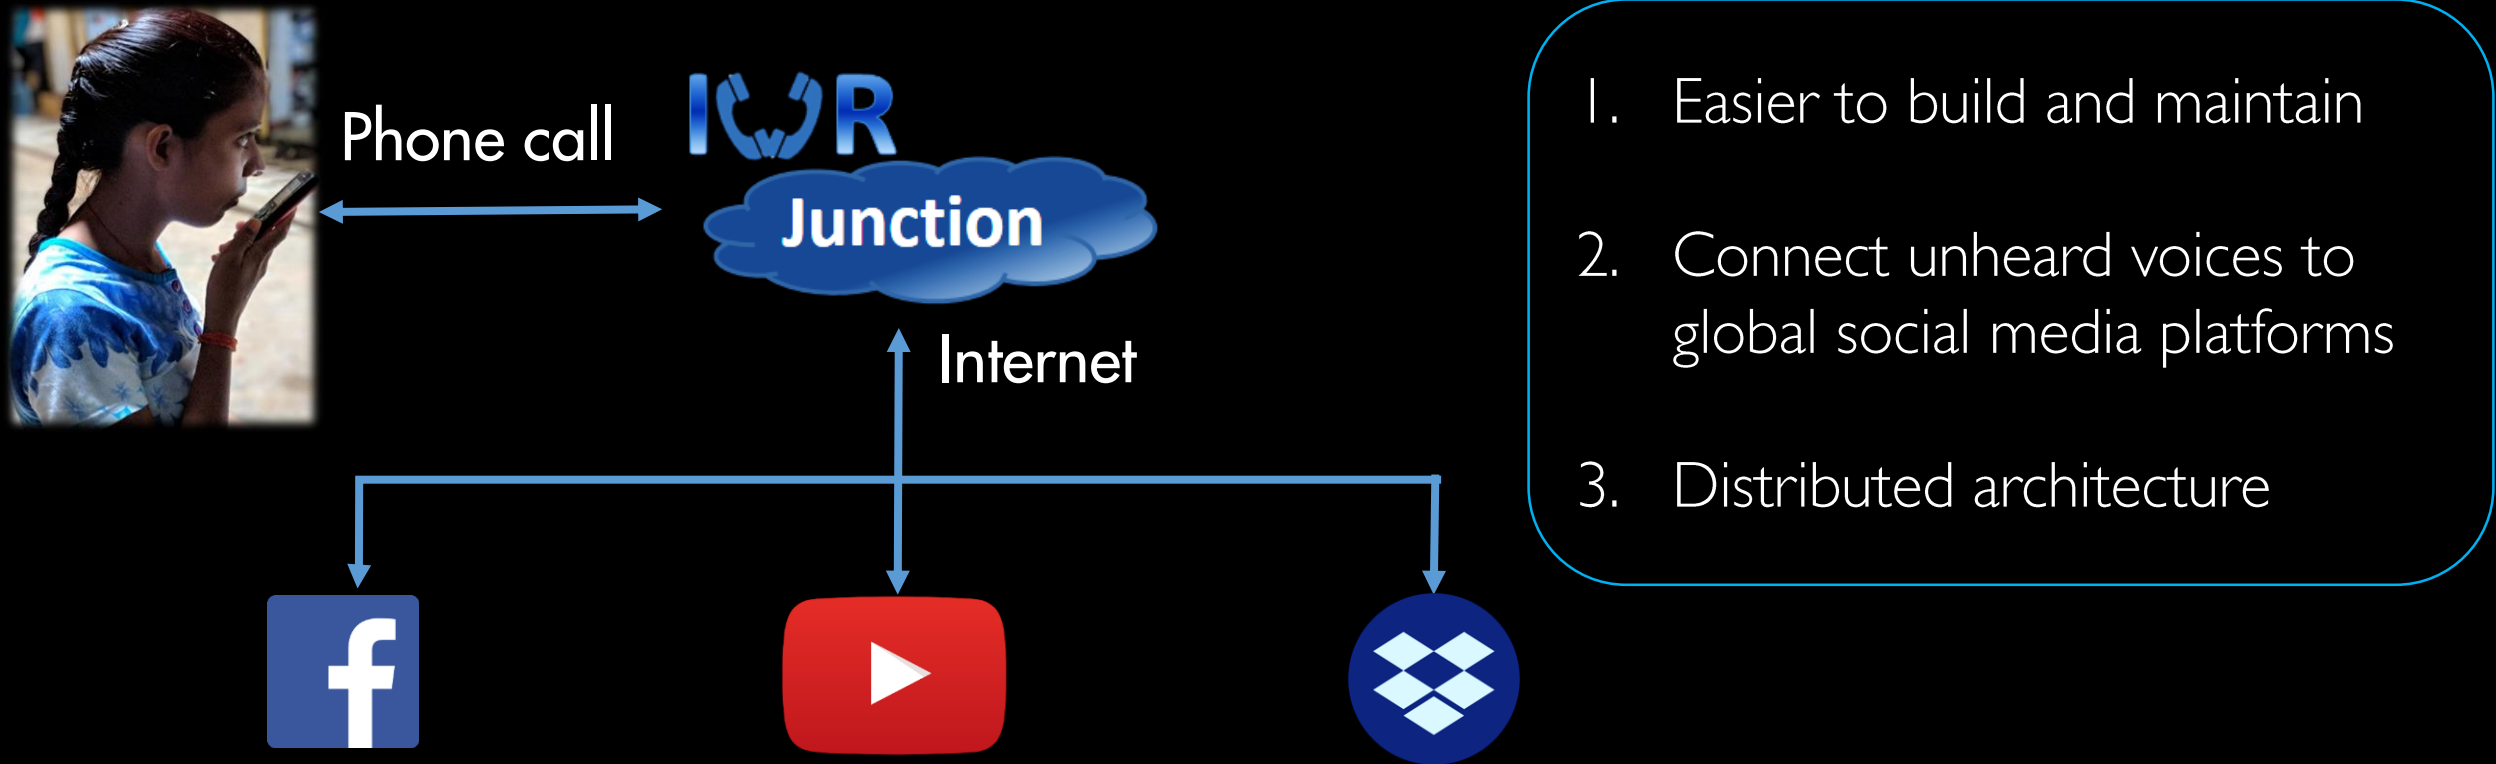 Phone call
IVR
Junction
Internet
1. Easier to build and maintain
2. Connect unheard voices to
global social media platforms
3. Distributed architecture
f